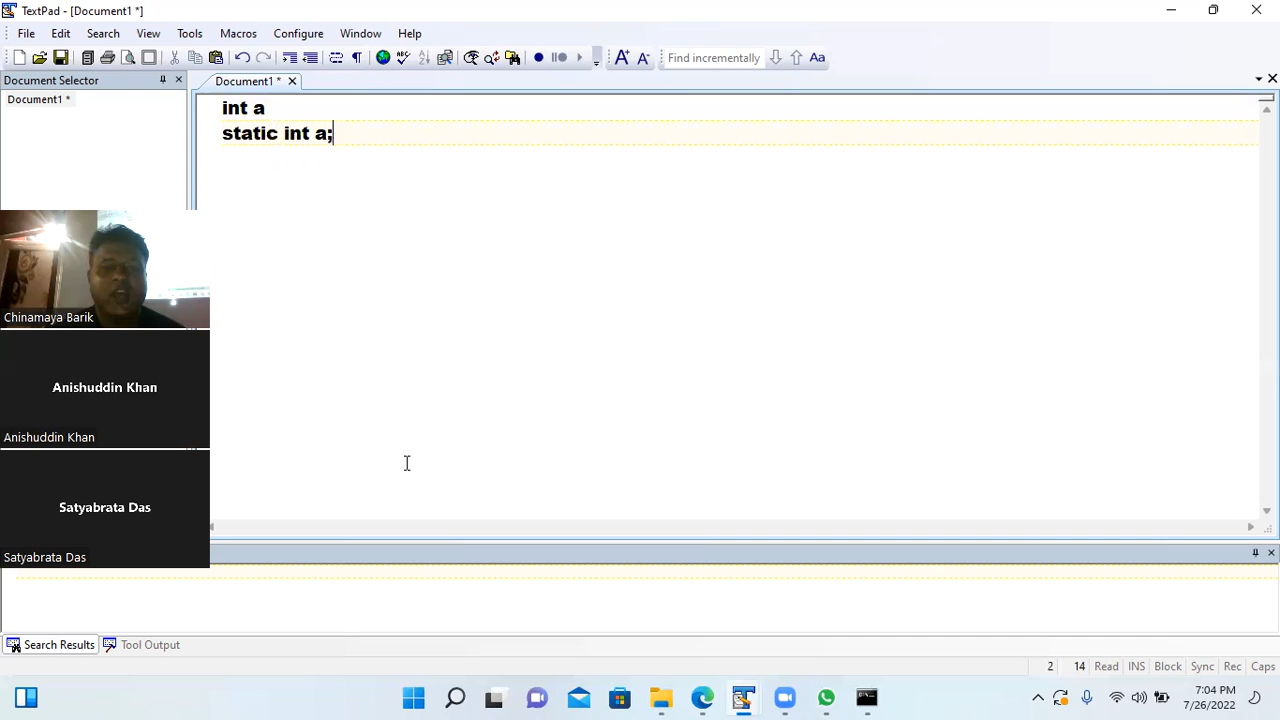 TextPad - [Document1 *]
File Edit Search View Tools Macros Configure Window Help
Find incrementally Aa
Document Selector
Document1 *
Document1 *
int a
static int a;
Chinamaya Barik
Anishuddin Khan
Anishuddin Khan
Satyabrata Das
Satyabrata Das
Search Results Tool Output
2 14 Read INS Block Sync Rec Caps
7:04 PM
7/26/2022